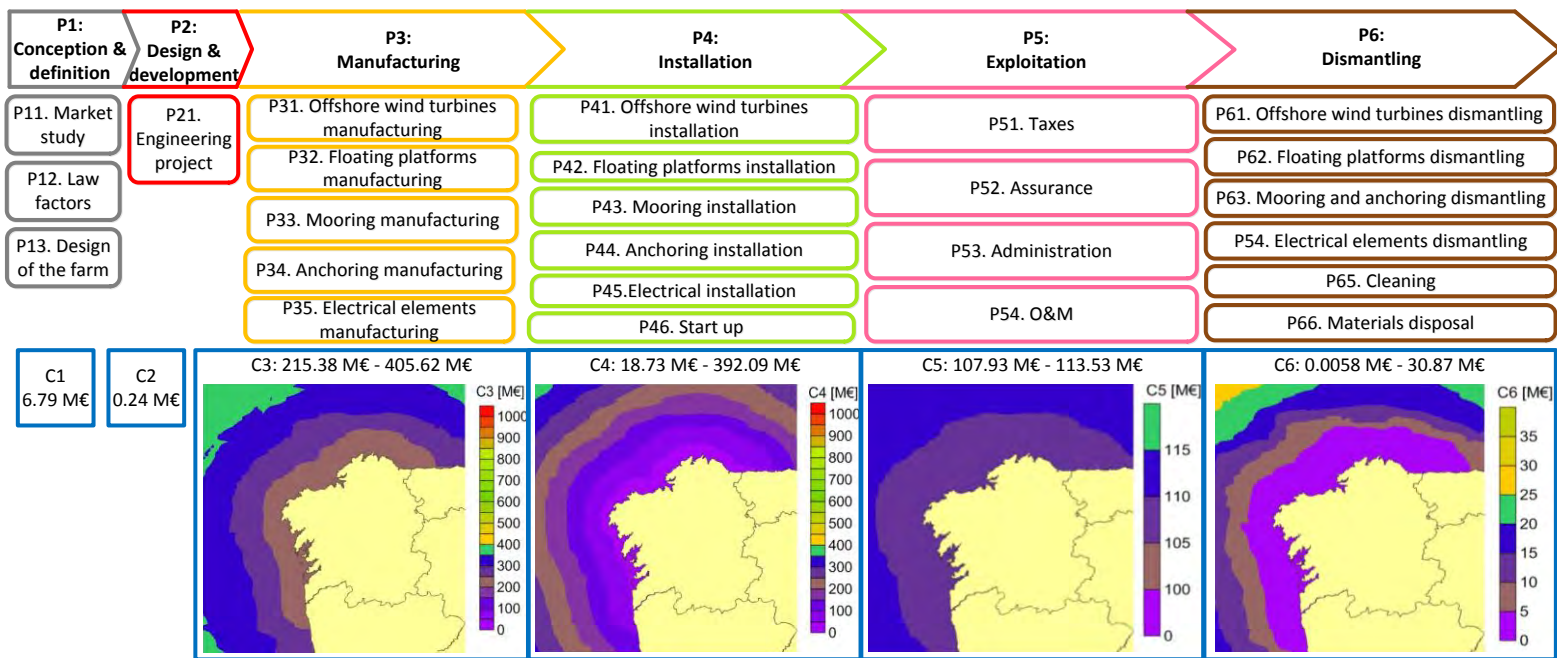 P1:
Conception &
definition
P2:
Design &
development
P3:
Manufacturing
P4:
Installation
P5:
Exploitation
P6:
Dismantling
P11. Market
study
P12. Law
factors
P13. Design
of the farm
P21.
Engineering
project
P31. Offshore wind turbines
manufacturing
P32. Floating platforms
manufacturing
P33. Mooring manufacturing
P34. Anchoring manufacturing
P35. Electrical elements
manufacturing
P41. Offshore wind turbines
installation
P42. Floating platforms installation
P43. Mooring installation
P44. Anchoring installation
P45.Electrical installation
P46. Start up
P51. Taxes
P52. Assurance
P53. Administration
P54. O&M
P61. Offshore wind turbines dismantling
P62. Floating platforms dismantling
P63. Mooring and anchoring dismantling
P54. Electrical elements dismantling
P65. Cleaning
P66. Materials disposal
C1
6.79 M€
C2
0.24 M€
C3: 215.38 M€ - 405.62 M€
C3 [M€]
1000
900
800
700
600
500
400
300
200
100
0
C4: 18.73 M€ - 392.09 M€
C4 [M€]
1000
900
800
700
600
500
400
300
200
100
0
C5: 107.93 M€ - 113.53 M€
C5 [M€]
115
110
105
100
0
C6: 0.0058 M€ - 30.87 M€
C6 [M€]
35
30
25
20
15
10
5
0